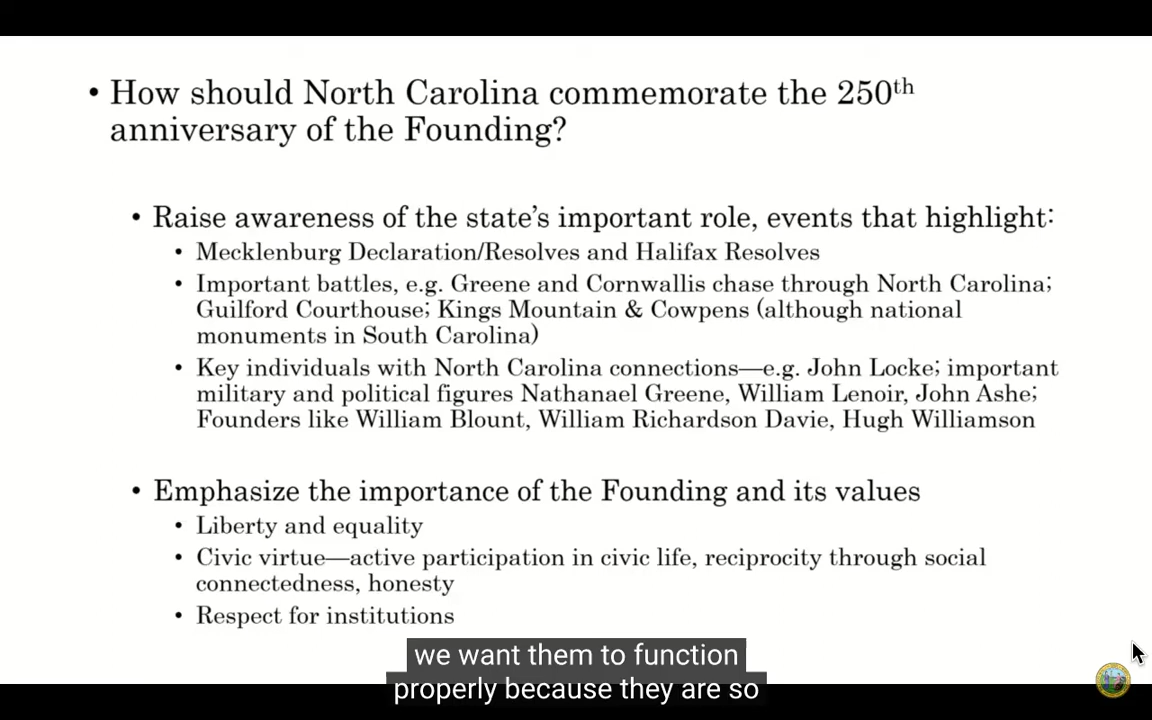 • How should North Carolina commemorate the 250th
anniversary of the Founding?
• Raise awareness of the state's important role, events that highlight:
• Mecklenburg Declaration/Resolves and Halifax Resolves
• Important battles, e.g. Greene and Cornwallis chase through North Carolina;
Guilford Courthouse; Kings Mountain & Cowpens (although national
monuments in South Carolina)
• Key individuals with North Carolina connections—e.g. John Locke; important
military and political figures Nathanael Greene, William Lenoir, John Ashe;
Founders like William Blount, William Richardson Davie, Hugh Williamson
• Emphasize the importance of the Founding and its values
• Liberty and equality
• Civic virtue—active participation in civic life, reciprocity through social
connectedness, honesty
• Respect for institutions
we want them to function
properly because they are so